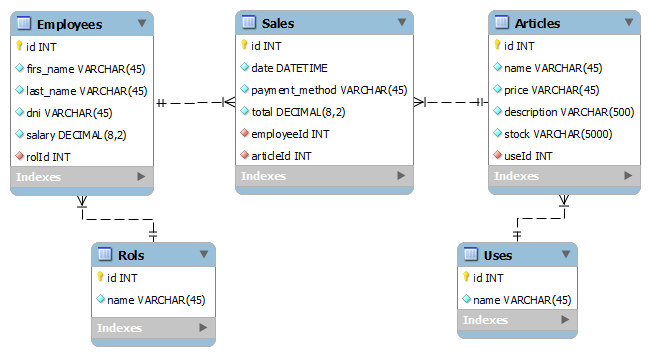 Employees
id INT
firs_name VARCHAR(45)
last_name VARCHAR(45)
dni VARCHAR(45)
salary DECIMAL(8,2)
rolId INT
Indexes
Sales
id INT
date DATETIME
payment_method VARCHAR(45)
total DECIMAL(8,2)
employeeId INT
articleId INT
Indexes
Articles
id INT
name VARCHAR(45)
price VARCHAR(45)
description VARCHAR(500)
stock VARCHAR(5000)
useId INT
Indexes
Rols
id INT
name VARCHAR(45)
Indexes
Uses
id INT
name VARCHAR(45)
Indexes